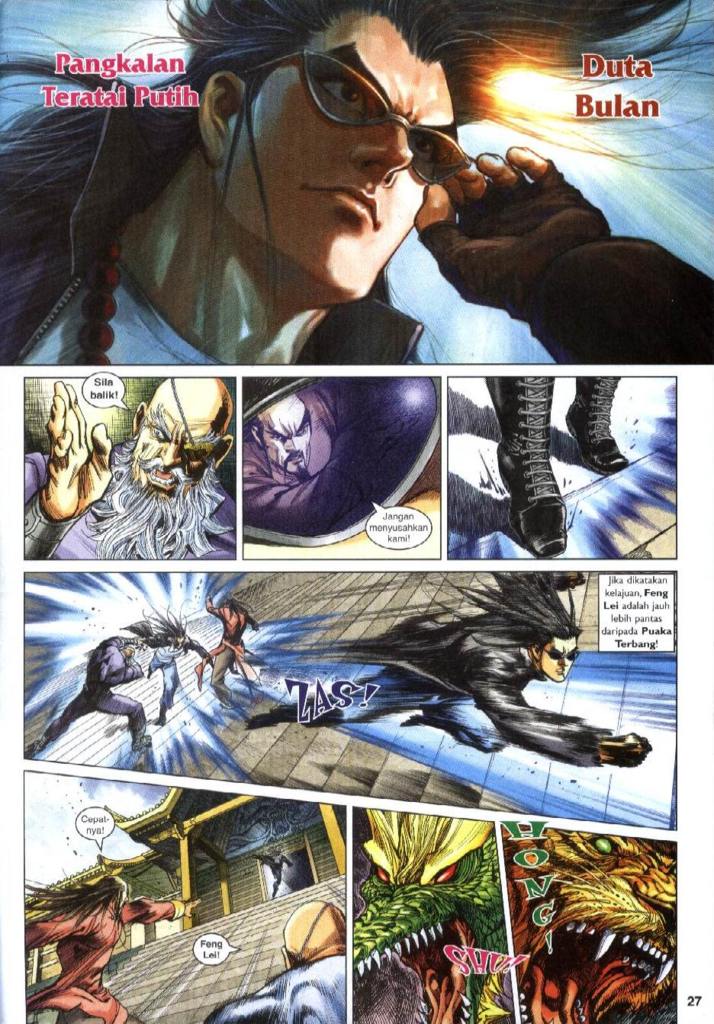 Pangkalan
Teratai Putih
Duta
Bulan
Sila
balik!
Jangan
menyusahkan
kami!
Jika dikatakan
kelajuan, Feng
Lei adalah jauh
lebih pantas
daripada Puaka
Terbang!
ZAS!
Cepat-
nya!
Feng
Lei!
SHU!
HONG!
27